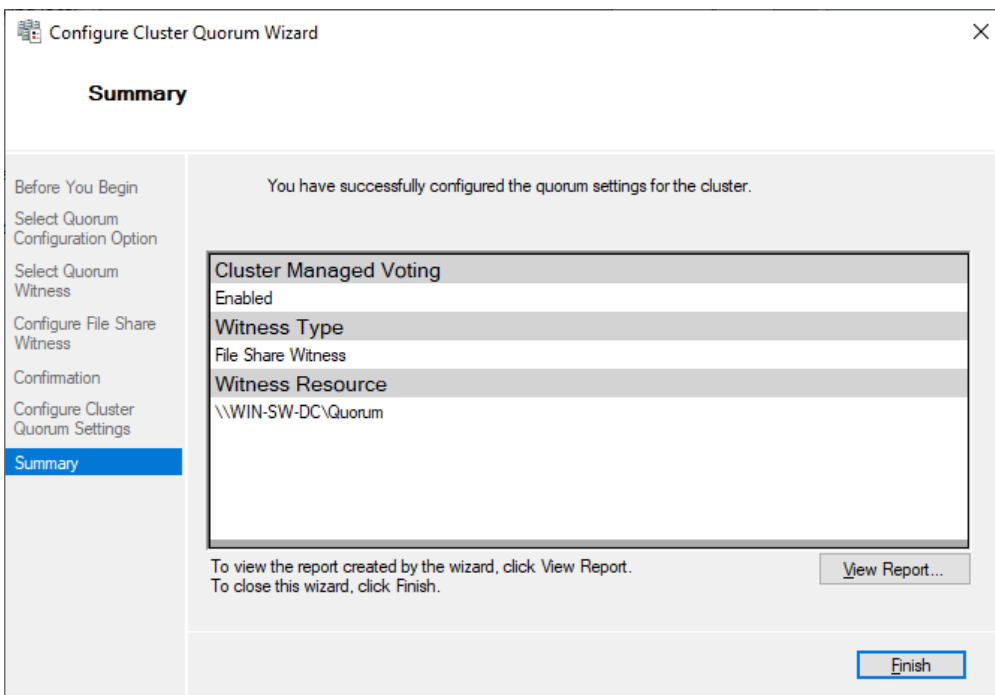 Configure Cluster Quorum Wizard
Summary
Before You Begin
Select Quorum
Configuration Option
Select Quorum
Witness
Configure File Share
Witness
Confirmation
Configure Cluster
Quorum Settings
Summary
You have successfully configured the quorum settings for the cluster.
Cluster Managed Voting
Enabled
Witness Type
File Share Witness
Witness Resource
\\WIN-SW-DC\Quorum
To view the report created by the wizard, click View Report.
To close this wizard, click Finish.
View Report...
Finish